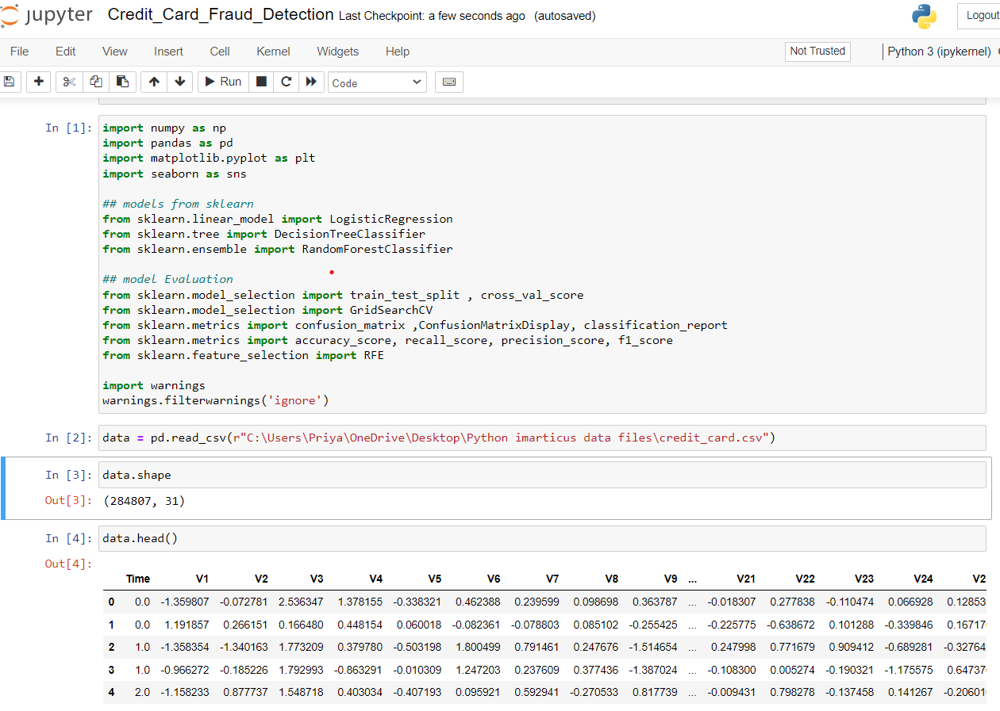 jupyter Credit_Card_Fraud_Detection Last Checkpoint: a few seconds ago (autosaved)
Logout
File Edit View Insert Cell Kernel Widgets Help
Not Trusted
Python 3 (ipykernel)
Run
Code
In [1]:
import numpy as np
import pandas as pd
import matplotlib.pyplot as plt
import seaborn as sns
## models from sklearn
from sklearn.linear_model import LogisticRegression
from sklearn.tree import DecisionTreeClassifier
from sklearn.ensemble import RandomForestClassifier
## model Evaluation
from sklearn.model_selection import train_test_split , cross_val_score
from sklearn.model_selection import GridSearchCV
from sklearn.metrics import confusion_matrix ,ConfusionMatrixDisplay, classification_report
from sklearn.metrics import accuracy_score, recall_score, precision_score, f1_score
from sklearn.feature_selection import RFE
import warnings
warnings.filterwarnings('ignore')
In [2]: data = pd.read_csv(r"C:\Users\Priya\OneDrive\Desktop\Python imarticus data files\credit_card.csv")
In [3]: data.shape
Out[3]: (284807, 31)
In [4]: data.head()
Out[4]:
Time V1 V2 V3 V4 V5 V6 V7 V8 V9 ... V21 V22 V23 V24 V2
0 0.0 -1.359807 -0.072781 2.536347 1.378155 -0.338321 0.462388 0.239599 0.098698 0.363787 ... -0.018307 0.277838 -0.110474 0.066928 0.12853
1 0.0 1.191857 0.266151 0.166480 0.448154 0.060018 -0.082361 -0.078803 0.085102 -0.255425 ... -0.225775 -0.638672 0.101288 -0.339846 0.16717
2 1.0 -1.358354 -1.340163 1.773209 0.379780 -0.503198 1.800499 0.791461 0.247676 -1.514654 ... 0.247998 0.771679 0.909412 -0.689281 -0.32764
3 1.0 -0.966272 -0.185226 1.792993 -0.863291 -0.010309 1.247203 0.237609 0.377436 -1.387024 ... -0.108300 0.005274 -0.190321 -1.175575 0.64737
4 2.0 -1.158233 0.877737 1.548718 0.403034 -0.407193 0.095921 0.592941 -0.270533 0.817739 ... -0.009431 0.798278 -0.137458 0.141267 -0.20601